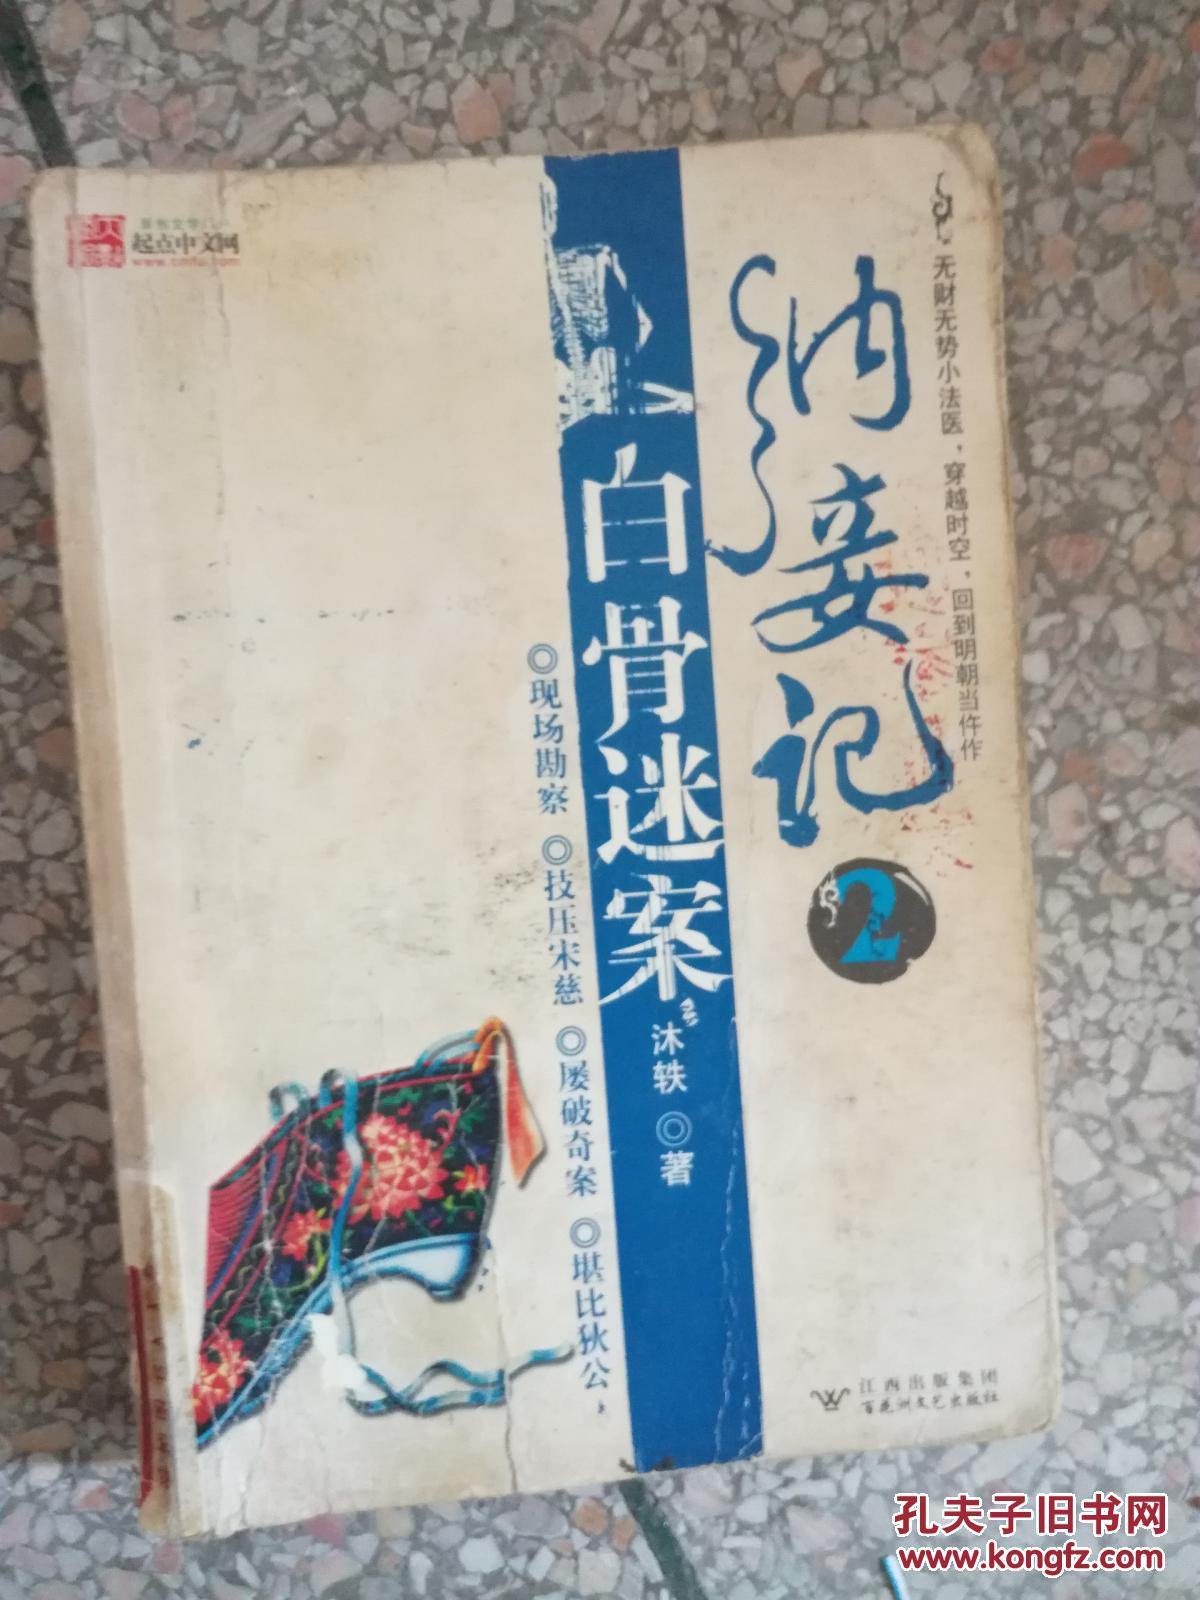 起点中文网
www.cmfu.com
无财无势小法医，穿越时空，回到明朝当仵作
纳妾记
2
白骨迷案
沐轶◎著
◎现场勘察 ◎技压宋慈 ◎屡破奇案 ◎堪比狄公
江西出版集团
百花洲文艺出版社
孔夫子旧书网
www.kongfz.com